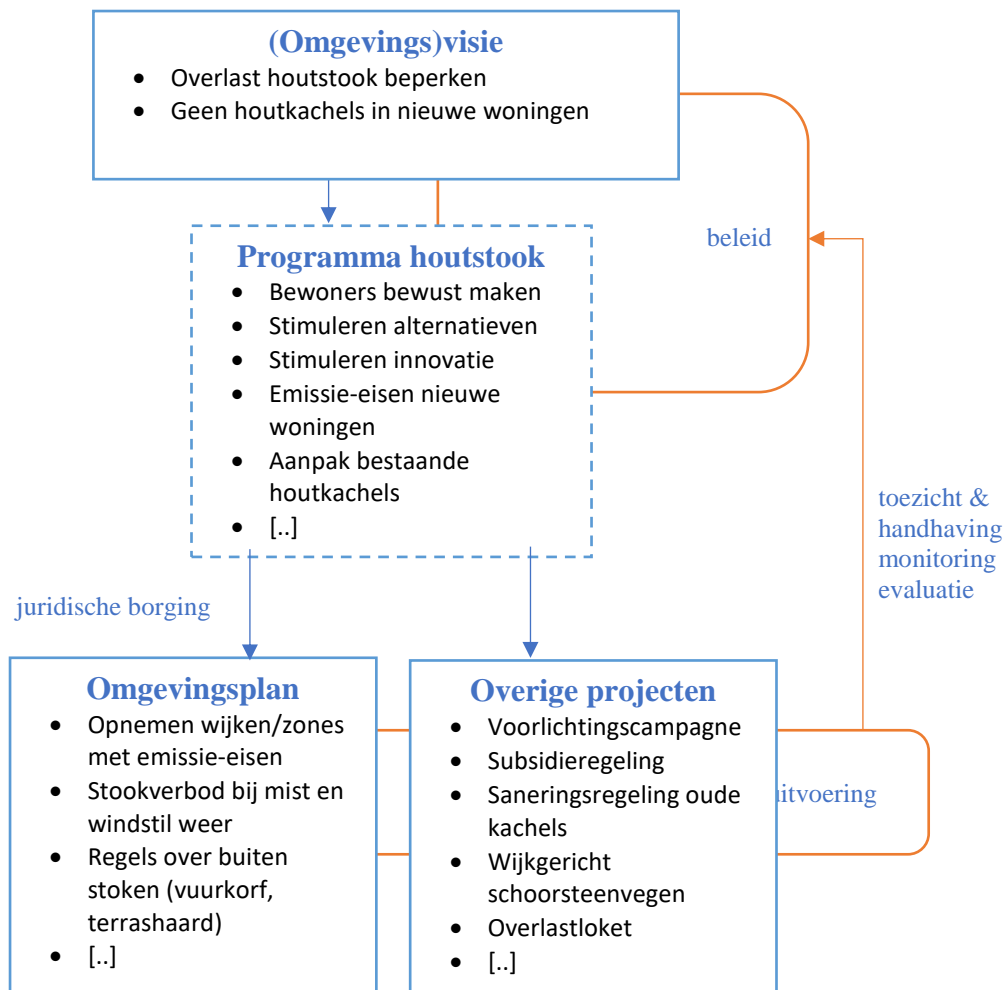 (Omgevings)visie
• Overlast houtstook beperken
• Geen houtkachels in nieuwe woningen
beleid
Programma houtstook
• Bewoners bewust maken
• Stimuleren alternatieven
• Stimuleren innovatie
• Emissie-eisen nieuwe
woningen
• Aanpak bestaande
houtkachels
• [..]
toezicht &
handhaving
monitoring
evaluatie
juridische borging
Omgevingsplan
• Opnemen wijken/zones
met emissie-eisen
• Stookverbod bij mist en
windstil weer
• Regels over buiten
stoken (vuurkorf,
terrashaard)
• [..]
Overige projecten
• Voorlichtingscampagne
• Subsidieregeling
• Saneringsregeling oude
kachels
• Wijkgericht
schoorsteenvegen
• Overlastloket
• [..]
uitvoering